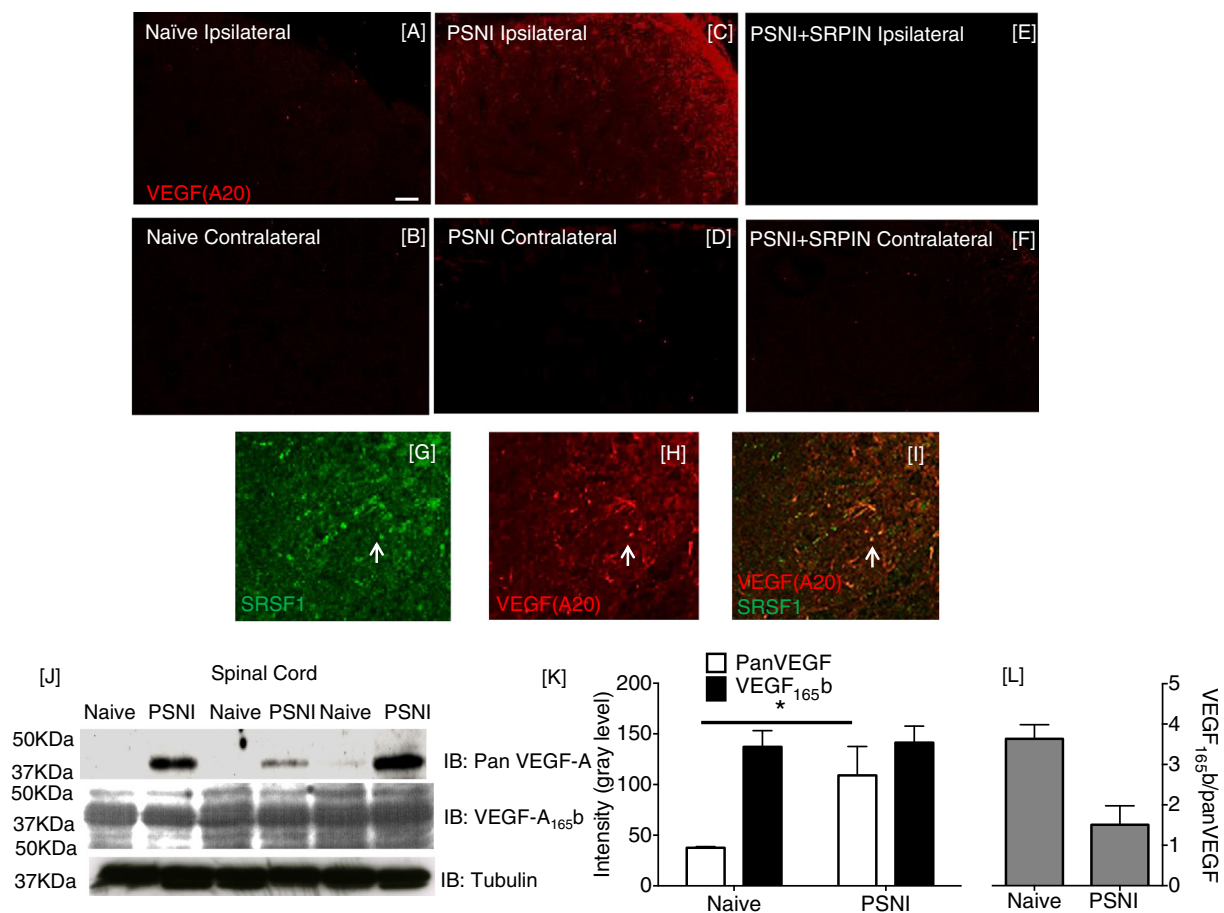 Naïve Ipsilateral [A]
VEGF(A20)
PSNI Ipsilateral [C]
PSNI+SRPIN Ipsilateral [E]
Naive Contralateral [B]
PSNI Contralateral [D]
PSNI+SRPIN Contralateral [F]
[G]
SRSF1
[H]
VEGF(A20)
[I]
VEGF(A20)
SRSF1
[J] Spinal Cord
Naive PSNI Naive PSNI Naive PSNI
50KDa
37KDa
IB: Pan VEGF-A
50KDa
37KDa
IB: VEGF-A165b
50KDa
37KDa
IB: Tubulin
[K]
PanVEGF
VEGF165b
*
Intensity (gray level)
200
150
100
50
0
Naive PSNI
[L]
5
4
3
2
1
0
VEGF165b/panVEGF
Naive PSNI